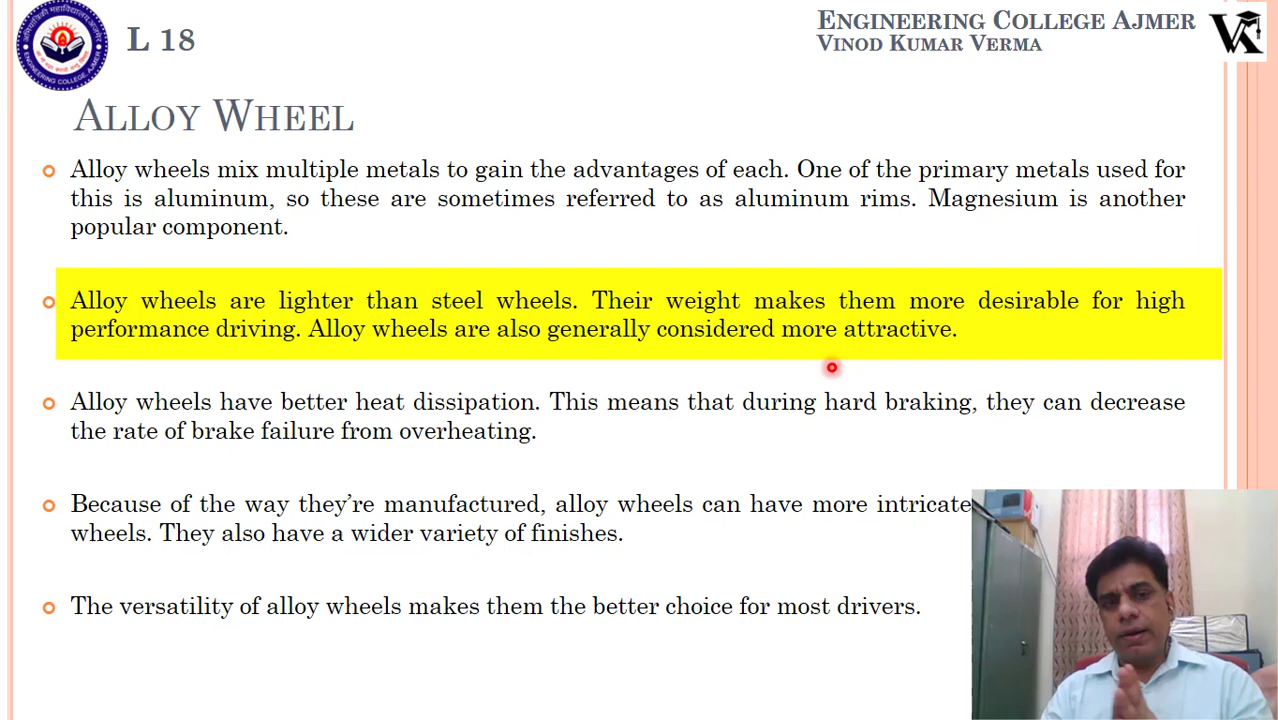 L 18
ENGINEERING COLLEGE AJMER
VINOD KUMAR VERMA
ENGINEERING COLLEGE, AJMER
ALLOY WHEEL
Alloy wheels mix multiple metals to gain the advantages of each. One of the primary metals used for
this is aluminum, so these are sometimes referred to as aluminum rims. Magnesium is another
popular component.
Alloy wheels are lighter than steel wheels. Their weight makes them more desirable for high
performance driving. Alloy wheels are also generally considered more attractive.
Alloy wheels have better heat dissipation. This means that during hard braking, they can decrease
the rate of brake failure from overheating.
Because of the way they’re manufactured, alloy wheels can have more intricate
wheels. They also have a wider variety of finishes.
The versatility of alloy wheels makes them the better choice for most drivers.